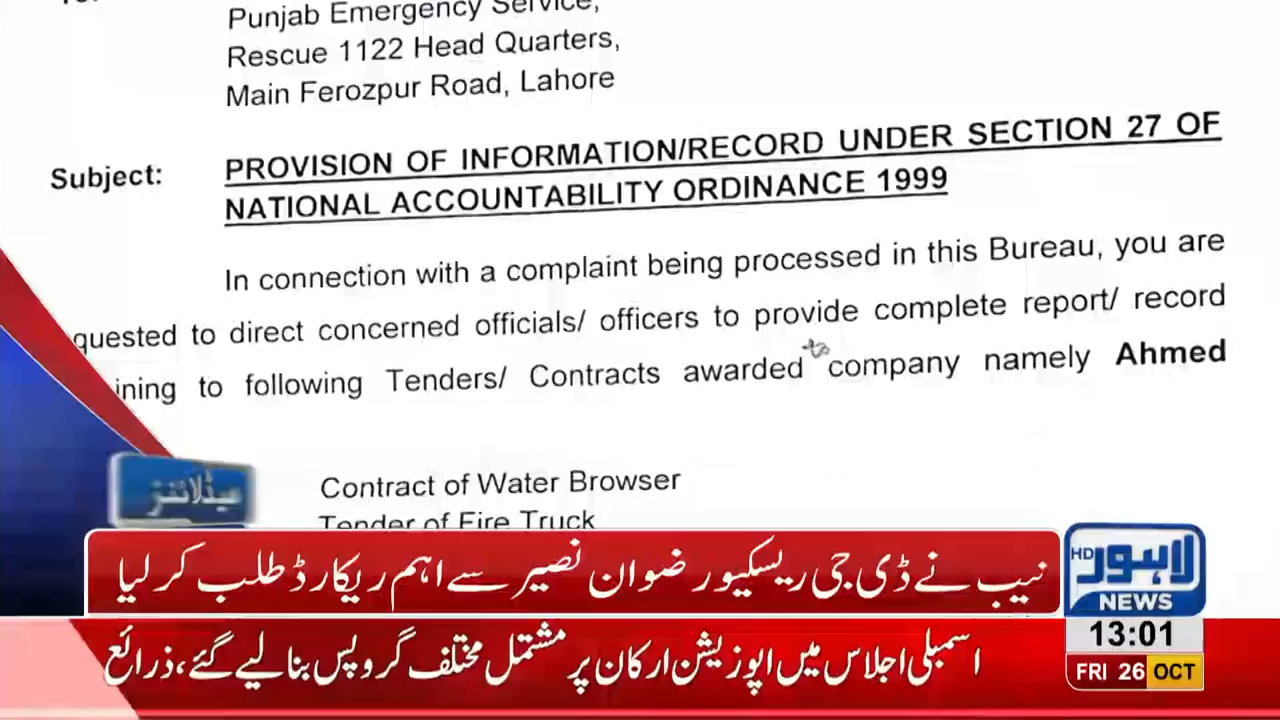 Punjab Emergency Service,
Rescue 1122 Head Quarters,
Main Ferozpur Road, Lahore
Subject: PROVISION OF INFORMATION/RECORD UNDER SECTION 27 OF
NATIONAL ACCOUNTABILITY ORDINANCE 1999
In connection with a complaint being processed in this Bureau, you are
quested to direct concerned officials/ officers to provide complete report/ record
ining to following Tenders/ Contracts awarded to company namely Ahmed
Contract of Water Browser
Tender of Fire Truck
ہیڈلائنز
نیب نے ڈی جی ریسکیور ضوان نصیر سے اہم ریکارڈ طلب کر لیا
اسمبلی اجلاس میں اپوزیشن ارکان پر مشتمل مختلف گروپس بنا لیے گئے، ذرائع
HD
لاہور
NEWS
13:01
FRI 26 OCT